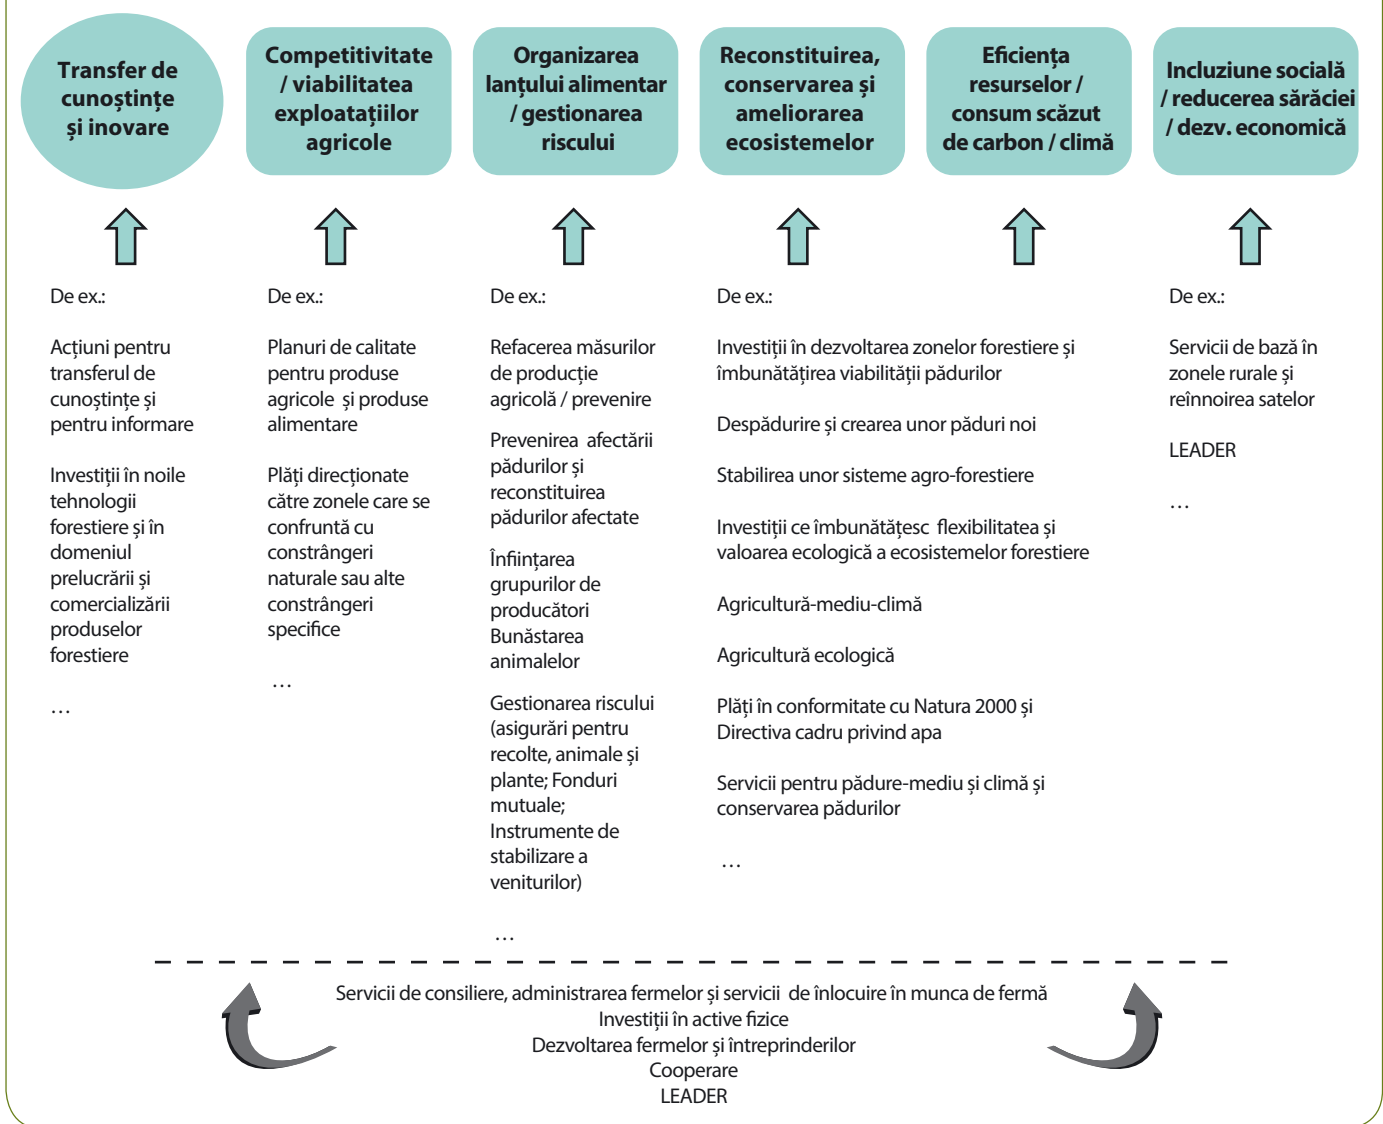 Transfer de
cunoștințe
și inovare
Competitivitate
/ viabilitatea
exploatațiilor
agricole
Organizarea
lanțului alimentar
/ gestionarea
riscului
Reconstituirea,
conservarea și
ameliorarea
ecosistemelor
Eficiența
resurselor /
consum scăzut
de carbon / climă
Incluziune socială
/ reducerea sărăciei
/ dezv. economică
De ex.:
Acțiuni pentru
transferul de
cunoștințe și
pentru informare
Investiții în noile
tehnologii
forestiere și în
domeniul
prelucrării și
comercializării
produselor
forestiere
…
De ex.:
Planuri de calitate
pentru produse
agricole și produse
alimentare
Plăți direcționate
către zonele care se
confruntă cu
constrângeri
naturale sau alte
constrângeri
specifice
…
De ex.:
Refacerea măsurilor
de producție
agricolă / prevenire
Prevenirea afectării
pădurilor și
reconstituirea
pădurilor afectate
Înființarea
grupurilor de
producători
Bunăstarea
animalelor
Gestionarea riscului
(asigurări pentru
recolte, animale și
plante; Fonduri
mutuale;
Instrumente de
stabilizare a
veniturilor)
…
De ex.:
Investiții în dezvoltarea zonelor forestiere și
îmbunătățirea viabilității pădurilor
Despădurire și crearea unor păduri noi
Stabilirea unor sisteme agro-forestiere
Investiții ce îmbunătățesc flexibilitatea și
valoarea ecologică a ecosistemelor forestiere
Agricultură-mediu-climă
Agricultură ecologică
Plăți în conformitate cu Natura 2000 și
Directiva cadru privind apa
Servicii pentru pădure-mediu și climă și
conservarea pădurilor
…
De ex.:
Servicii de bază în
zonele rurale și
reînnoirea satelor
LEADER
…
Servicii de consiliere, administrarea fermelor și servicii de înlocuire în munca de fermă
Investiții în active fizice
Dezvoltarea fermelor și întreprinderilor
Cooperare
LEADER